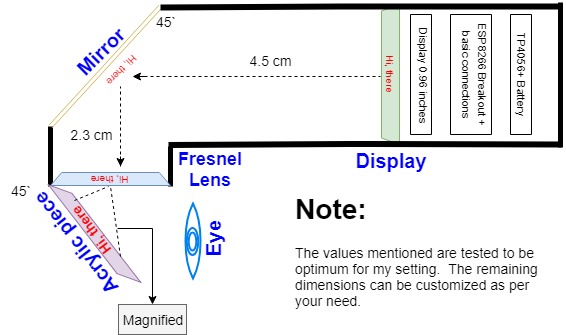 45`
Mirror
Hi, there
4.5 cm
Hi, there
Display 0.96 inches
ESP8266 Breakout +
basic connections
TP4056+ Battery
2.3 cm
Fresnel
Lens
Display
Hi, there
45`
Acrylic piece
Hi, there
Eye
Note:
The values mentioned are tested to be
optimum for my setting.  The remaining
dimensions can be customized as per
your need.
Magnified